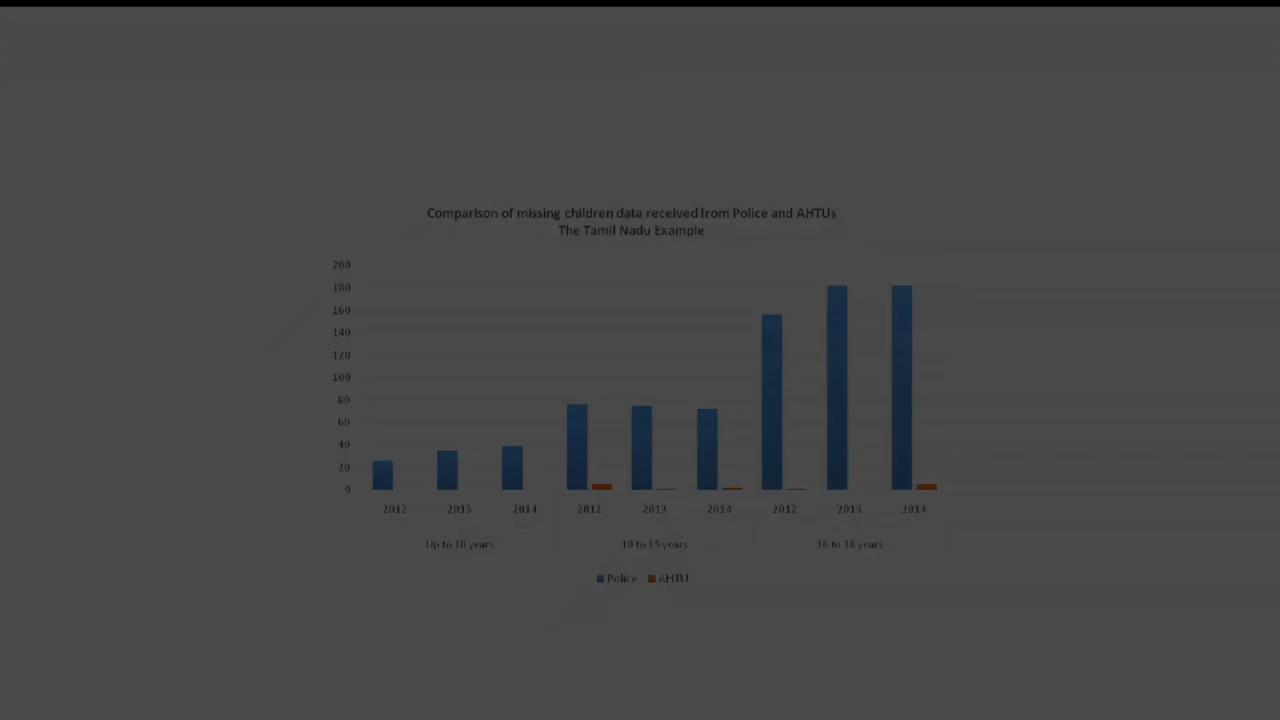 Comparison of missing children data received from Police and AHTUs
The Tamil Nadu Example
200
180
160
140
120
100
80
60
40
20
0
2012 2013 2014 2012 2013 2014 2012 2013 2014
Up to 10 years 10 to 15 years 16 to 18 years
Police AHTU